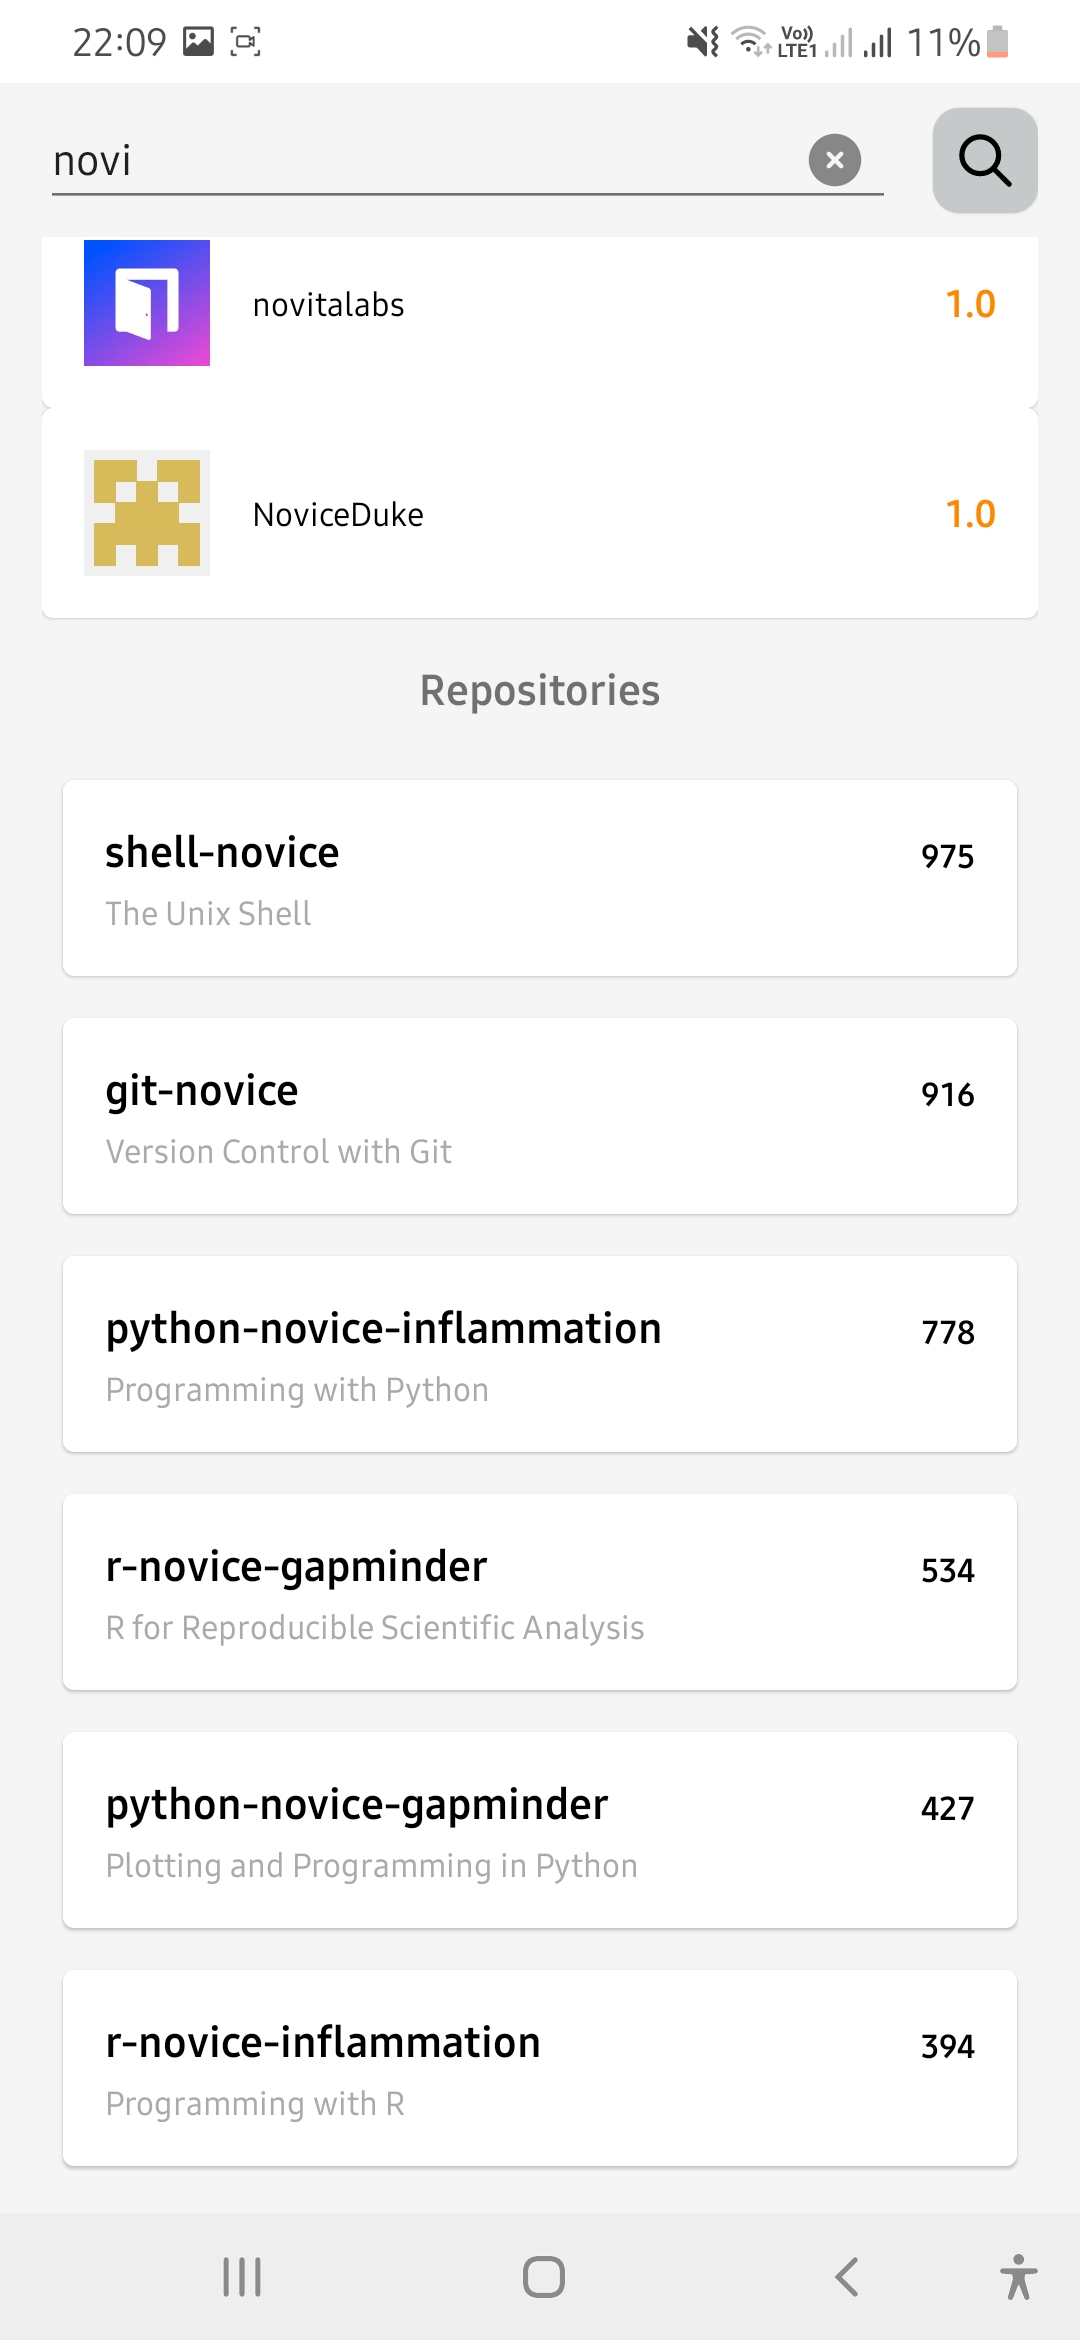 22:09 Vo)) LTE1 11%
novi
novitalabs 1.0
NoviceDuke 1.0
Repositories
shell-novice 975
The Unix Shell
git-novice 916
Version Control with Git
python-novice-inflammation 778
Programming with Python
r-novice-gapminder 534
R for Reproducible Scientific Analysis
python-novice-gapminder 427
Plotting and Programming in Python
r-novice-inflammation 394
Programming with R